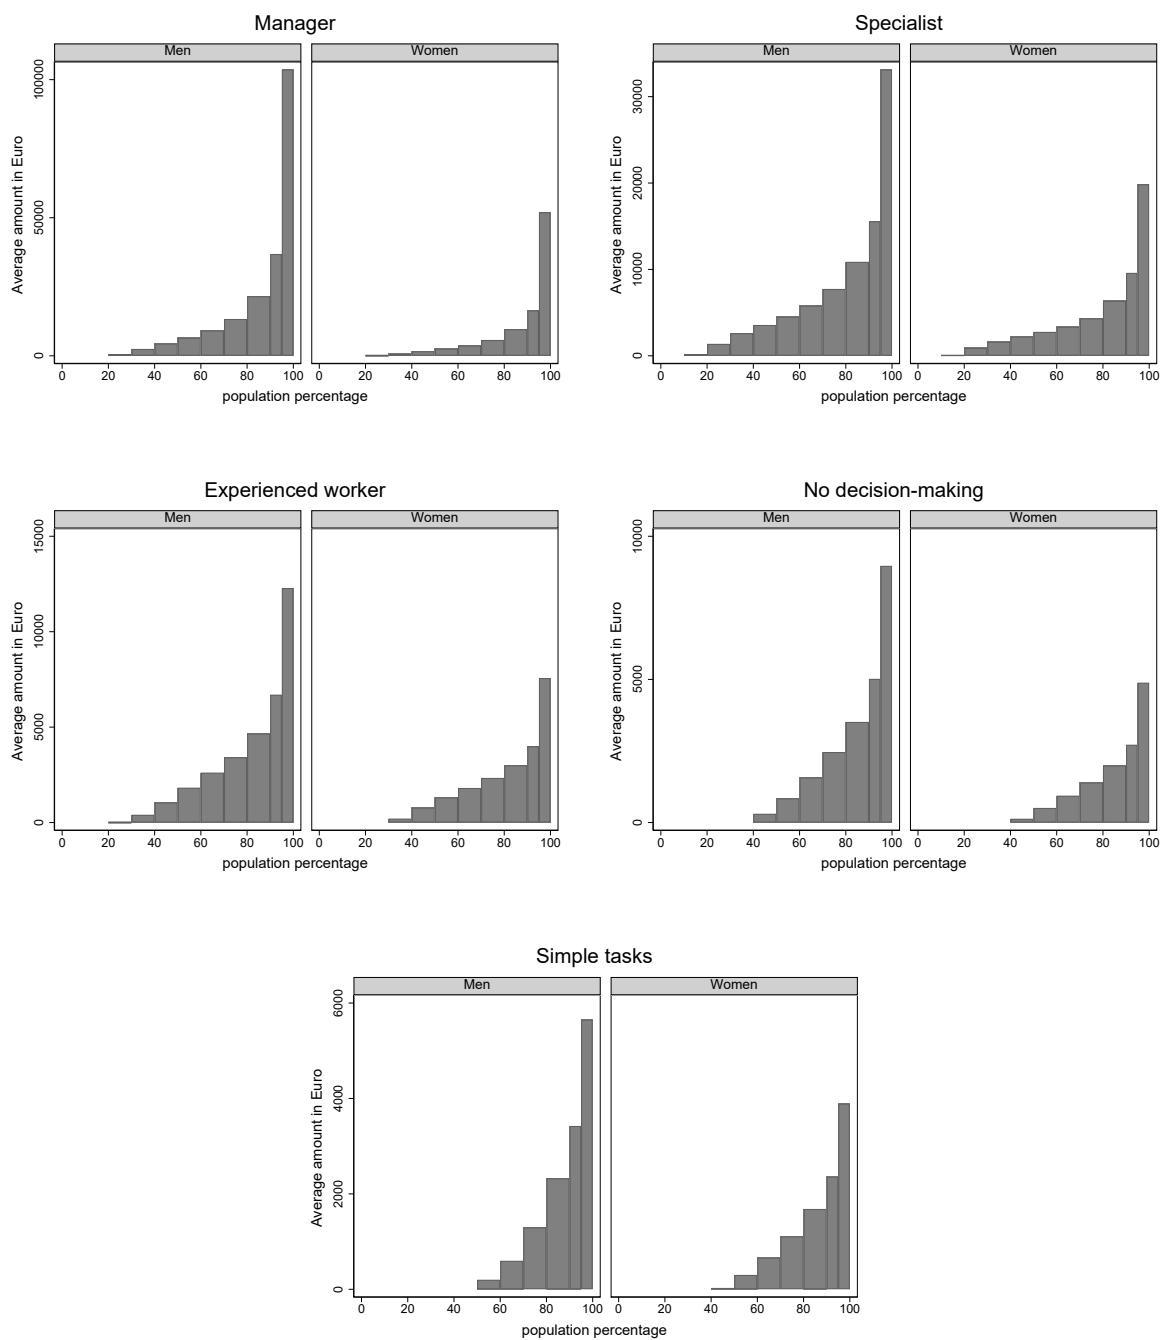 Manager
Men Women
Average amount in Euro
100000
50000
0
0 20 40 60 80 100 0 20 40 60 80 100
population percentage
Specialist
Men Women
Average amount in Euro
30000
20000
10000
0
0 20 40 60 80 100 0 20 40 60 80 100
population percentage
Experienced worker
Men Women
Average amount in Euro
15000
10000
5000
0
0 20 40 60 80 100 0 20 40 60 80 100
population percentage
No decision-making
Men Women
Average amount in Euro
10000
5000
0
0 20 40 60 80 100 0 20 40 60 80 100
population percentage
Simple tasks
Men Women
Average amount in Euro
6000
4000
2000
0
0 20 40 60 80 100 0 20 40 60 80 100
population percentage